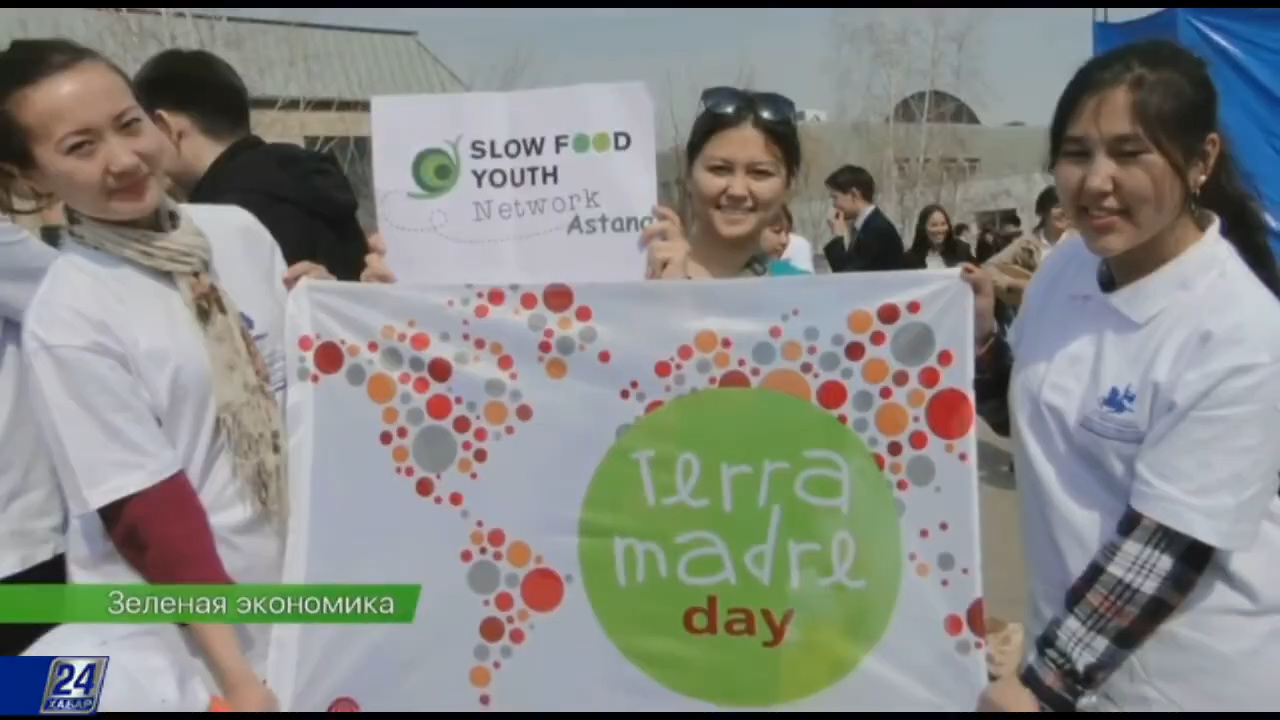 SLOW FOOD
YOUTH
Network
Astana
terra
madre
day
Зеленая экономика
24
ХАБАР